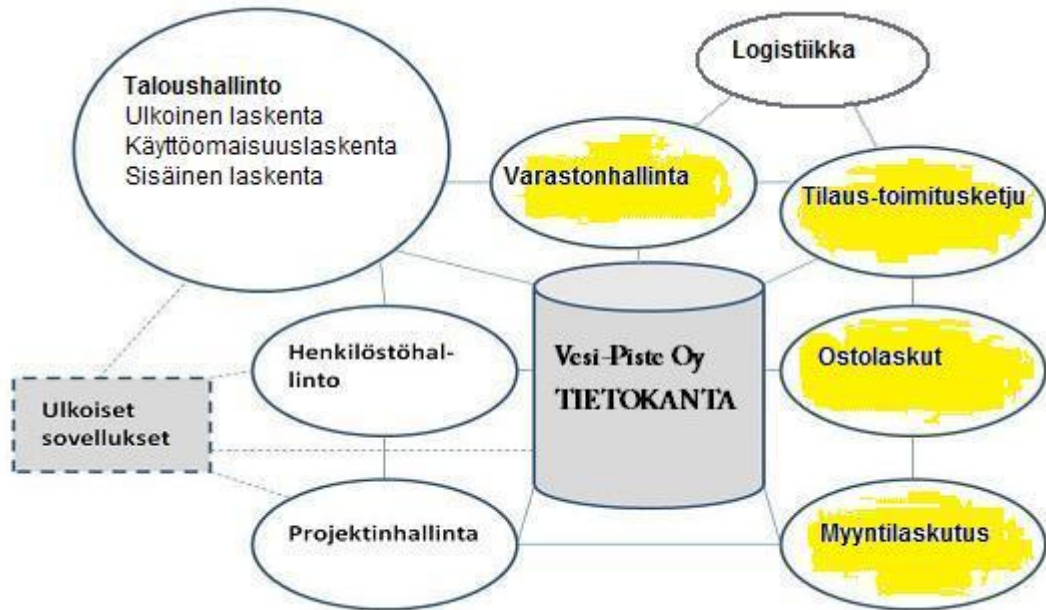 Logistiikka
Taloushallinto
Ulkoinen laskenta
Käyttöomaisuuslaskenta
Sisäinen laskenta
Varastonhallinta
Tilaus-toimitusketju
Henkilöstöhal-
linto
Vesi-Piste Oy
TIETOKANTA
Ostolaskut
Ulkoiset
sovellukset
Projektinhallinta
Myyntilaskutus